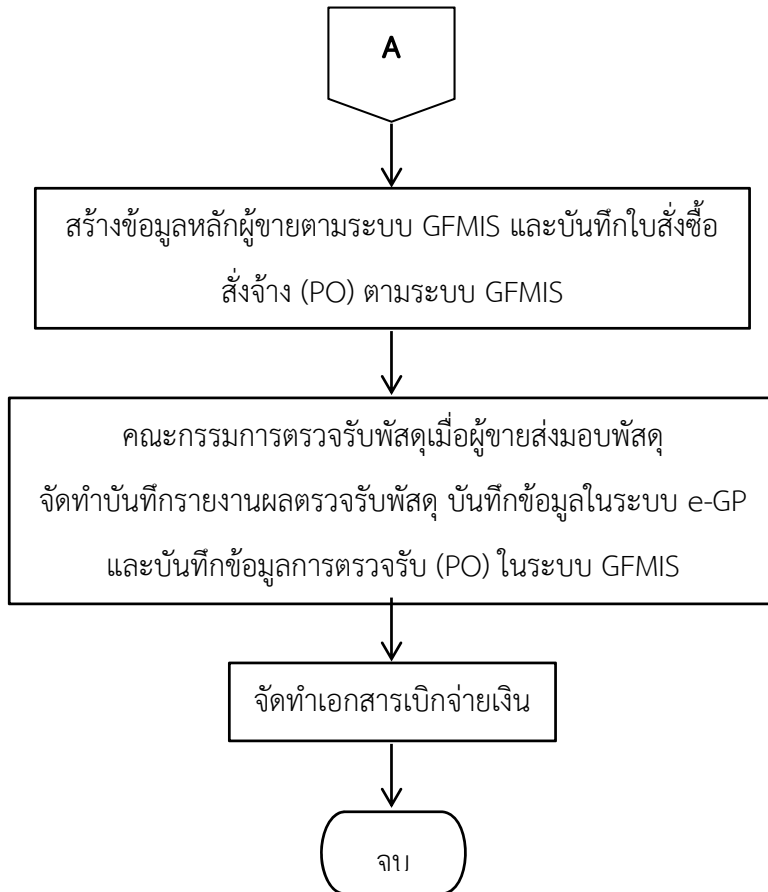 A
สร้างข้อมูลหลักผู้ขายตามระบบ GFMIS และบันทึกใบสั่งซื้อ
สั่งจ้าง (PO) ตามระบบ GFMIS
คณะกรรมการตรวจรับพัสดุเมื่อผู้ขายส่งมอบพัสดุ
จัดทำบันทึกรายงานผลตรวจรับพัสดุ บันทึกข้อมูลในระบบ e-GP
และบันทึกข้อมูลการตรวจรับ (PO) ในระบบ GFMIS
จัดทำเอกสารเบิกจ่ายเงิน
จบ